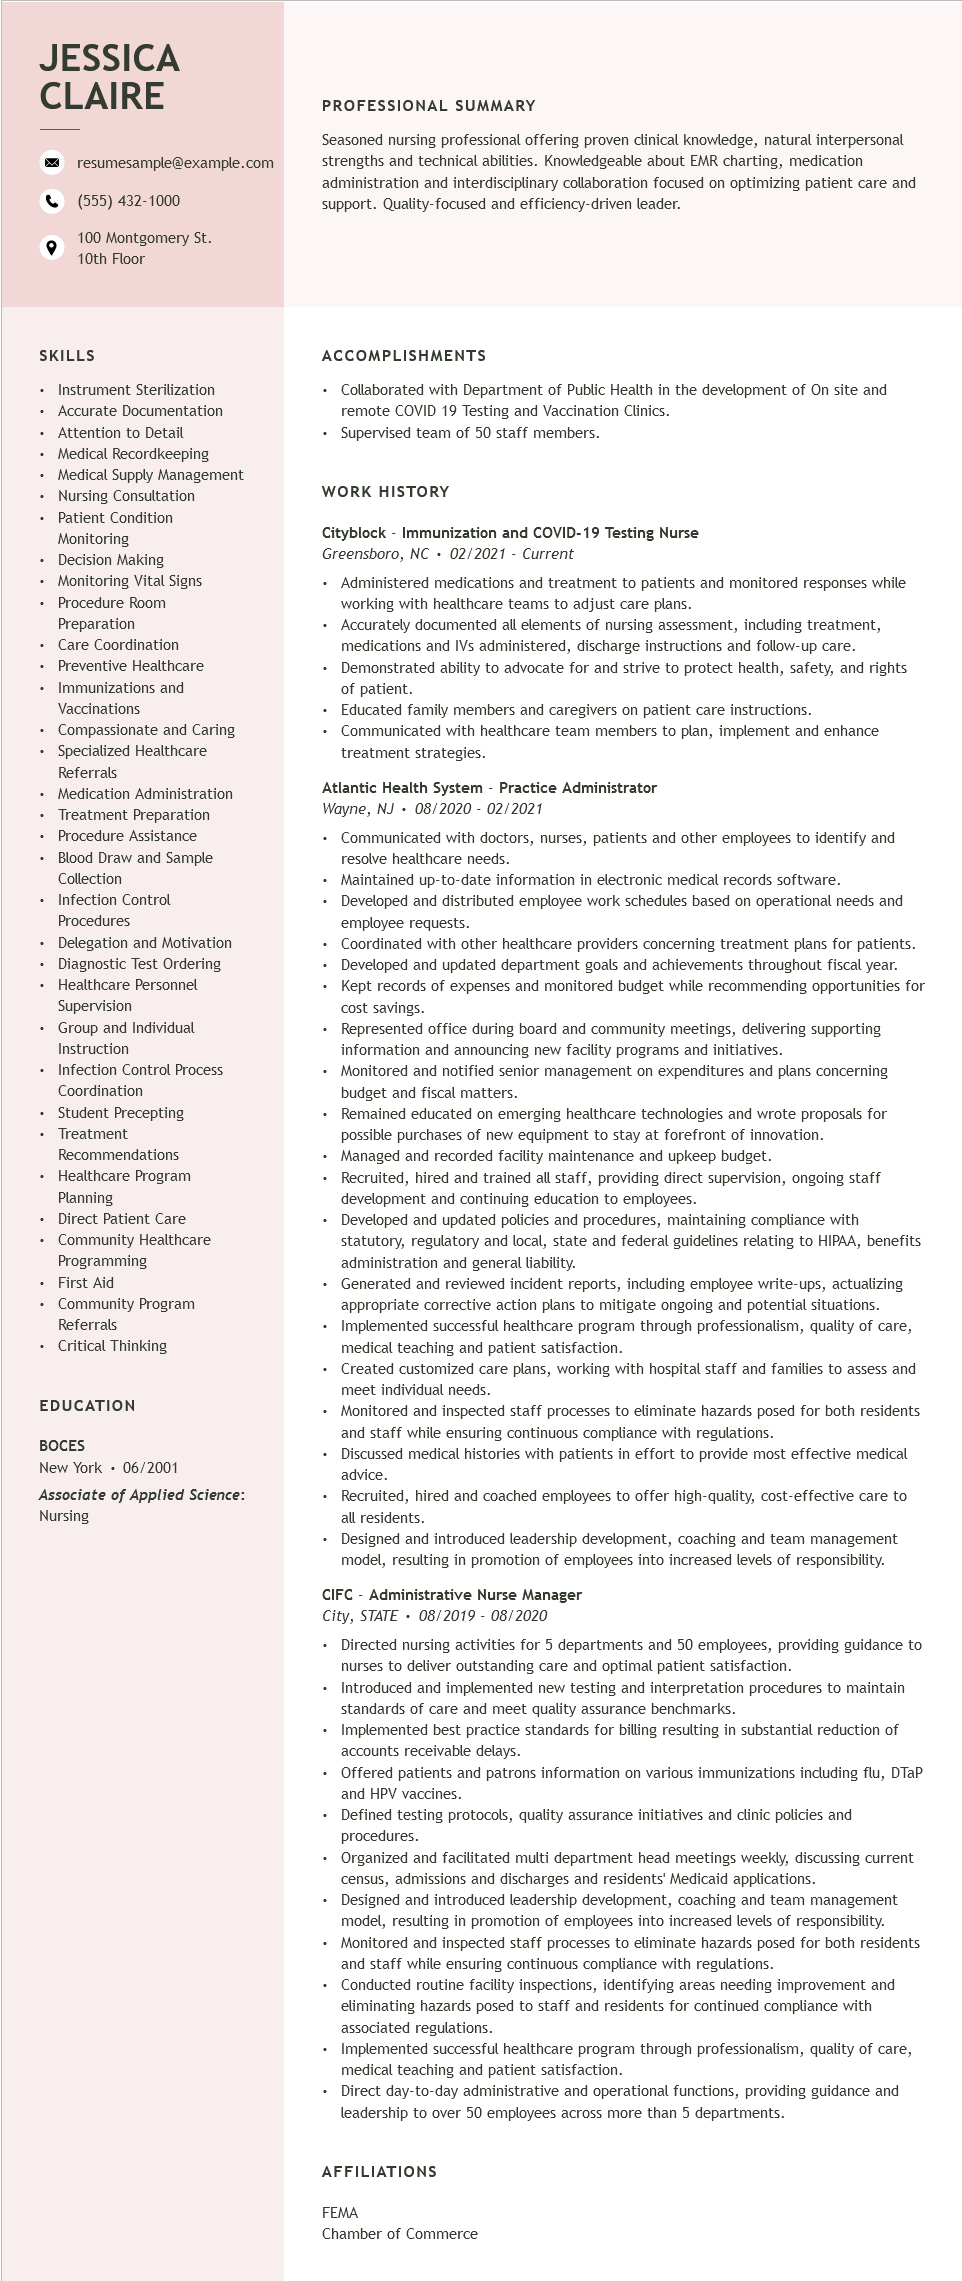 JESSICA
CLAIRE
resumesample@example.com
(555) 432-1000
100 Montgomery St.
10th Floor
PROFESSIONAL SUMMARY
Seasoned nursing professional offering proven clinical knowledge, natural interpersonal
strengths and technical abilities. Knowledgeable about EMR charting, medication
administration and interdisciplinary collaboration focused on optimizing patient care and
support. Quality-focused and efficiency-driven leader.
SKILLS
• Instrument Sterilization
• Accurate Documentation
• Attention to Detail
• Medical Recordkeeping
• Medical Supply Management
• Nursing Consultation
• Patient Condition
Monitoring
• Decision Making
• Monitoring Vital Signs
• Procedure Room
Preparation
• Care Coordination
• Preventive Healthcare
• Immunizations and
Vaccinations
• Compassionate and Caring
• Specialized Healthcare
Referrals
• Medication Administration
• Treatment Preparation
• Procedure Assistance
• Blood Draw and Sample
Collection
• Infection Control
Procedures
• Delegation and Motivation
• Diagnostic Test Ordering
• Healthcare Personnel
Supervision
• Group and Individual
Instruction
• Infection Control Process
Coordination
• Student Precepting
• Treatment
Recommendations
• Healthcare Program
Planning
• Direct Patient Care
• Community Healthcare
Programming
• First Aid
• Community Program
Referrals
• Critical Thinking
EDUCATION
BOCES
New York • 06/2001
Associate of Applied Science:
Nursing
ACCOMPLISHMENTS
• Collaborated with Department of Public Health in the development of On site and
remote COVID 19 Testing and Vaccination Clinics.
• Supervised team of 50 staff members.
WORK HISTORY
Cityblock - Immunization and COVID-19 Testing Nurse
Greensboro, NC • 02/2021 - Current
• Administered medications and treatment to patients and monitored responses while
working with healthcare teams to adjust care plans.
• Accurately documented all elements of nursing assessment, including treatment,
medications and IVs administered, discharge instructions and follow-up care.
• Demonstrated ability to advocate for and strive to protect health, safety, and rights
of patient.
• Educated family members and caregivers on patient care instructions.
• Communicated with healthcare team members to plan, implement and enhance
treatment strategies.
Atlantic Health System - Practice Administrator
Wayne, NJ • 08/2020 - 02/2021
• Communicated with doctors, nurses, patients and other employees to identify and
resolve healthcare needs.
• Maintained up-to-date information in electronic medical records software.
• Developed and distributed employee work schedules based on operational needs and
employee requests.
• Coordinated with other healthcare providers concerning treatment plans for patients.
• Developed and updated department goals and achievements throughout fiscal year.
• Kept records of expenses and monitored budget while recommending opportunities for
cost savings.
• Represented office during board and community meetings, delivering supporting
information and announcing new facility programs and initiatives.
• Monitored and notified senior management on expenditures and plans concerning
budget and fiscal matters.
• Remained educated on emerging healthcare technologies and wrote proposals for
possible purchases of new equipment to stay at forefront of innovation.
• Managed and recorded facility maintenance and upkeep budget.
• Recruited, hired and trained all staff, providing direct supervision, ongoing staff
development and continuing education to employees.
• Developed and updated policies and procedures, maintaining compliance with
statutory, regulatory and local, state and federal guidelines relating to HIPAA, benefits
administration and general liability.
• Generated and reviewed incident reports, including employee write-ups, actualizing
appropriate corrective action plans to mitigate ongoing and potential situations.
• Implemented successful healthcare program through professionalism, quality of care,
medical teaching and patient satisfaction.
• Created customized care plans, working with hospital staff and families to assess and
meet individual needs.
• Monitored and inspected staff processes to eliminate hazards posed for both residents
and staff while ensuring continuous compliance with regulations.
• Discussed medical histories with patients in effort to provide most effective medical
advice.
• Recruited, hired and coached employees to offer high-quality, cost-effective care to
all residents.
• Designed and introduced leadership development, coaching and team management
model, resulting in promotion of employees into increased levels of responsibility.
CIFC - Administrative Nurse Manager
City, STATE • 08/2019 - 08/2020
• Directed nursing activities for 5 departments and 50 employees, providing guidance to
nurses to deliver outstanding care and optimal patient satisfaction.
• Introduced and implemented new testing and interpretation procedures to maintain
standards of care and meet quality assurance benchmarks.
• Implemented best practice standards for billing resulting in substantial reduction of
accounts receivable delays.
• Offered patients and patrons information on various immunizations including flu, DTaP
and HPV vaccines.
• Defined testing protocols, quality assurance initiatives and clinic policies and
procedures.
• Organized and facilitated multi department head meetings weekly, discussing current
census, admissions and discharges and residents' Medicaid applications.
• Designed and introduced leadership development, coaching and team management
model, resulting in promotion of employees into increased levels of responsibility.
• Monitored and inspected staff processes to eliminate hazards posed for both residents
and staff while ensuring continuous compliance with regulations.
• Conducted routine facility inspections, identifying areas needing improvement and
eliminating hazards posed to staff and residents for continued compliance with
associated regulations.
• Implemented successful healthcare program through professionalism, quality of care,
medical teaching and patient satisfaction.
• Direct day-to-day administrative and operational functions, providing guidance and
leadership to over 50 employees across more than 5 departments.
AFFILIATIONS
FEMA
Chamber of Commerce